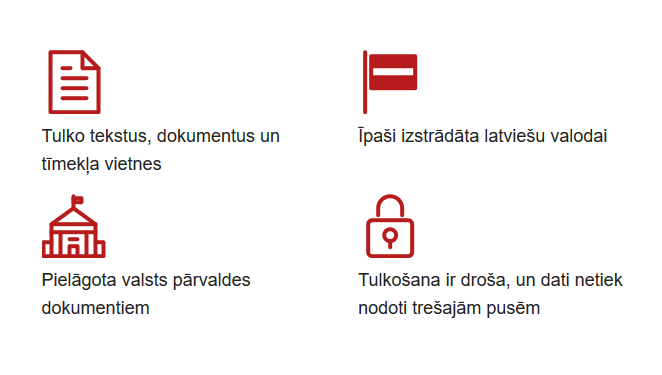 Tulko tekstus, dokumentus un
tīmekļa vietnes
Īpaši izstrādāta latviešu valodai
Pielāgota valsts pārvaldes
dokumentiem
Tulkošana ir droša, un dati netiek
nodoti trešajām pusēm